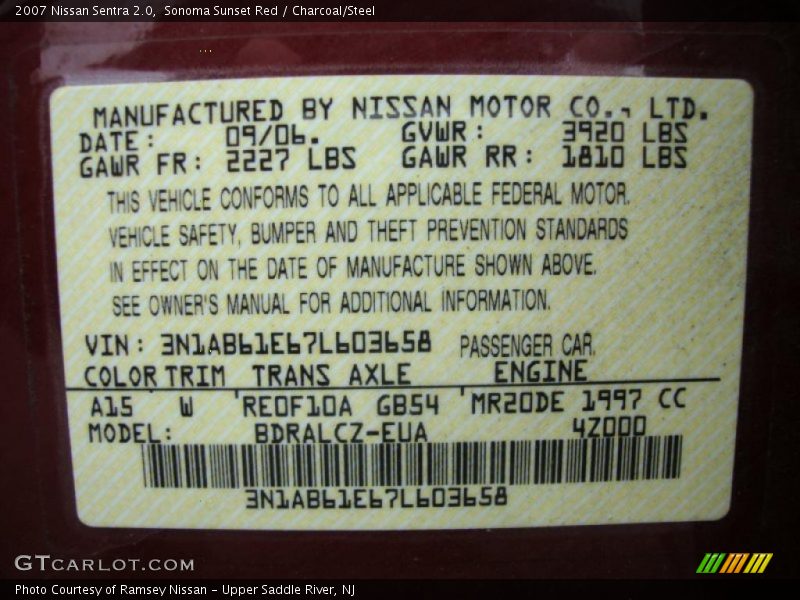 2007 Nissan Sentra 2.0,  Sonoma Sunset Red / Charcoal/Steel
MANUFACTURED BY NISSAN MOTOR CO., LTD.
DATE: 09/06. GVWR: 3920 LBS
GAWR FR: 2227 LBS GAWR RR: 1810 LBS
THIS VEHICLE CONFORMS TO ALL APPLICABLE FEDERAL MOTOR.
VEHICLE SAFETY, BUMPER AND THEFT PREVENTION STANDARDS
IN EFFECT ON THE DATE OF MANUFACTURE SHOWN ABOVE.
SEE OWNER'S MANUAL FOR ADDITIONAL INFORMATION.
VIN: 3N1AB61E67L603658 PASSENGER CAR.
COLOR TRIM TRANS AXLE ENGINE
A15 W 'RE0F10A GB54 'MR20DE 1997 CC
MODEL: BDRALCZ-EUA 4Z000
3N1AB61E67L603658
GTCARLOT.COM
Photo Courtesy of Ramsey Nissan - Upper Saddle River, NJ